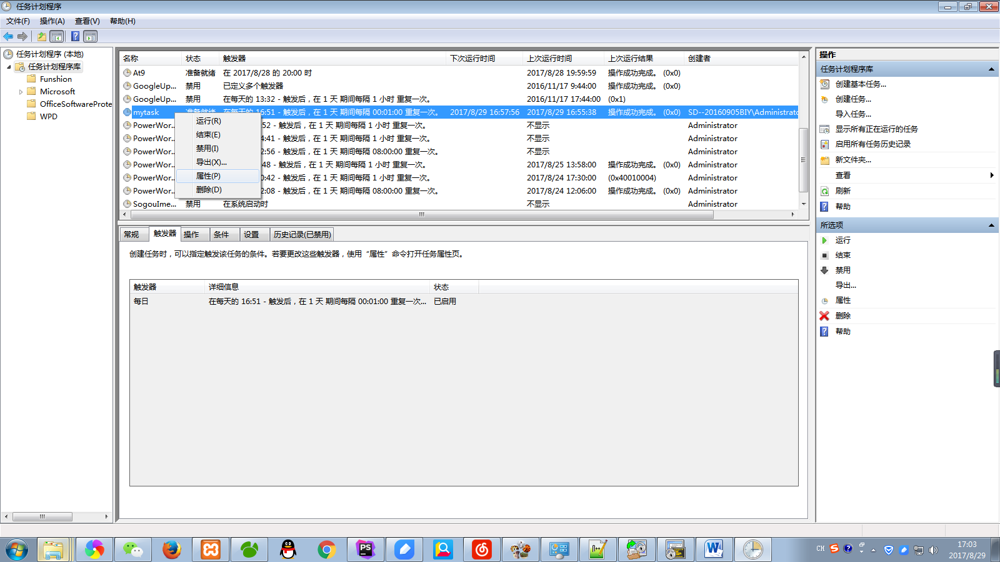 任务计划程序
文件(F) 操作(A) 查看(V) 帮助(H)
任务计划程序 (本地)
任务计划程序库
Funshion
Microsoft
OfficeSoftwareProte
WPD
名称 状态 触发器 下次运行时间 上次运行时间 上次运行结果 创建者
At9 准备就绪 在 2017/8/28 的 20:00 时 2017/8/28 19:59:59 操作成功完成。 (0x0)
GoogleUp... 禁用 已定义多个触发器 2016/11/17 9:44:00 操作成功完成。 (0x0)
GoogleUp... 禁用 在每天的 13:32 - 触发后，在 1 天 期间每隔 1 小时 重复一次。 2016/11/17 17:44:00 (0x1)
mytask 准备就绪 在每天的 16:51 - 触发后，在 1 天 期间每隔 00:01:00 重复一次。 2017/8/29 16:57:56 2017/8/29 16:55:38 操作成功完成。 (0x0) SD--20160905BIY\Administrato
PowerWor... :52 - 触发后，在 1 天 期间每隔 1 小时 重复一次。 不显示 Administrator
PowerWor... :41 - 触发后，在 1 天 期间每隔 1 小时 重复一次。 不显示 Administrator
PowerWor... 2:56 - 触发后，在 1 天 期间每隔 08:00:00 重复一次。 不显示 Administrator
PowerWor... :48 - 触发后，在 1 天 期间每隔 1 小时 重复一次。 2017/8/25 13:58:00 操作成功完成。 (0x0) Administrator
PowerWor... 0:42 - 触发后，在 1 天 期间每隔 1 小时 重复一次。 2017/8/24 17:30:00 (0x40010004) Administrator
PowerWor... 2:08 - 触发后，在 1 天 期间每隔 08:00:00 重复一次。 2017/8/24 12:06:00 操作成功完成。 (0x0) Administrator
SogouIme... 禁用 在系统启动时 不显示 Administrator
运行(R)
结束(E)
禁用(I)
导出(X)...
属性(P)
删除(D)
常规 触发器 操作 条件 设置 历史记录(已禁用)
创建任务时，可以指定触发该任务的条件。若要更改这些触发器，使用“属性”命令打开任务属性页。
触发器 详细信息 状态
每日 在每天的 16:51 - 触发后，在 1 天 期间每隔 00:01:00 重复一次... 已启用
操作
任务计划程序库
创建基本任务...
创建任务...
导入任务...
显示所有正在运行的任务
启用所有任务历史记录
新文件夹...
查看
刷新
帮助
所选项
运行
结束
禁用
导出...
属性
删除
帮助
CH
17:03
2017/8/29